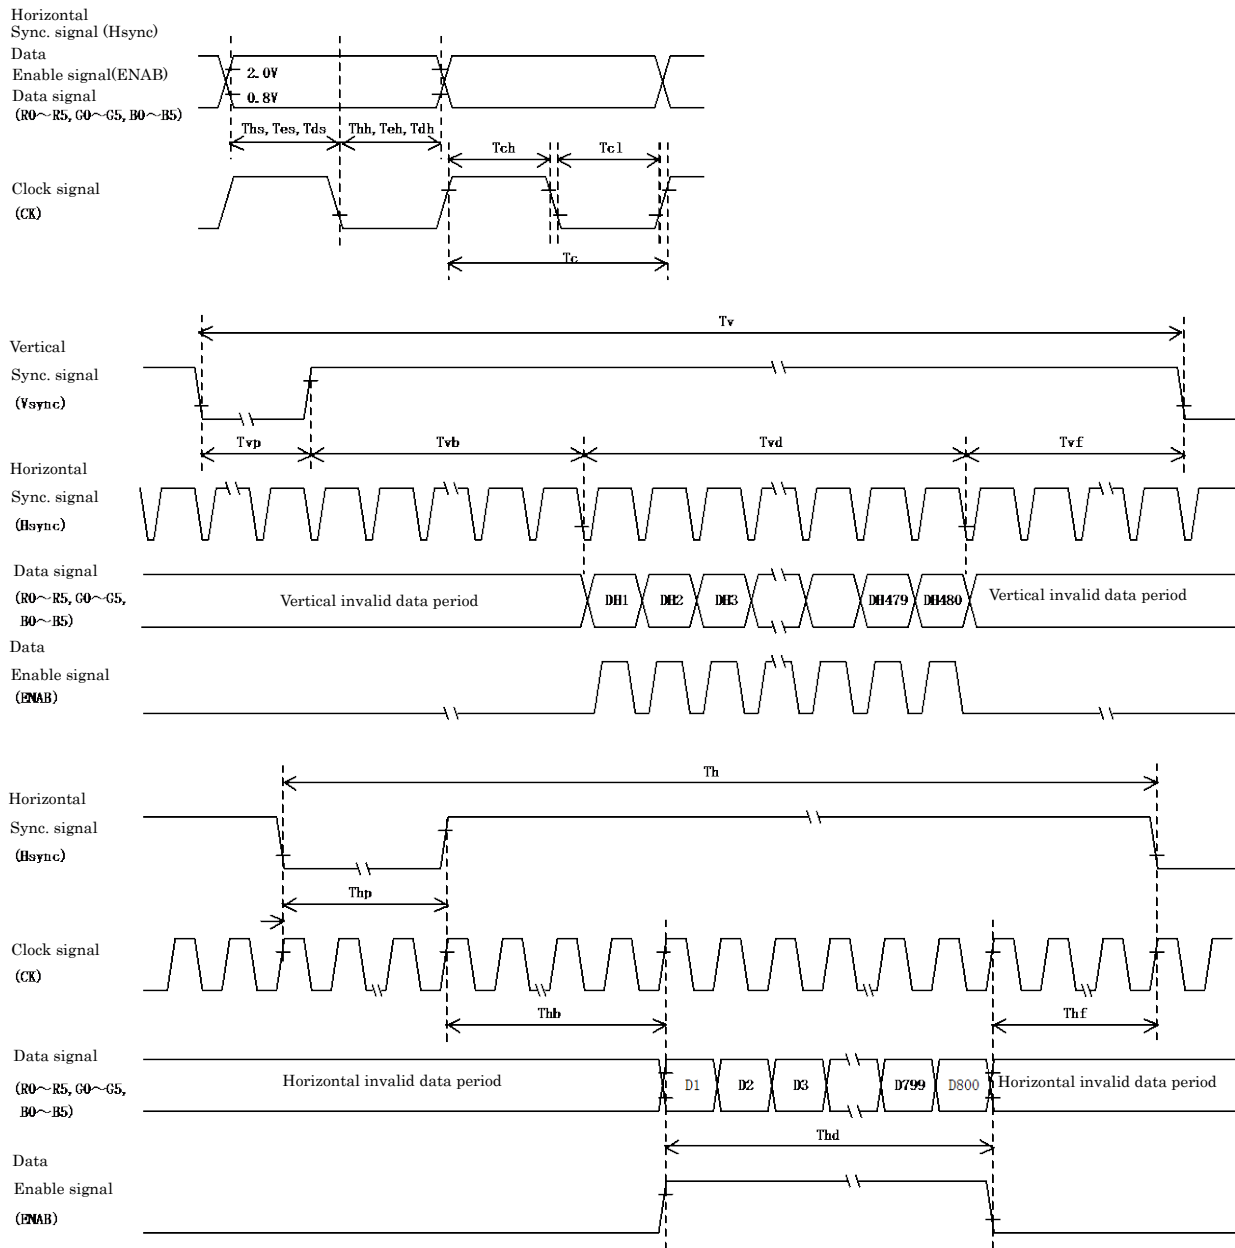 Horizontal
Sync. signal (Hsync)
Data
Enable signal(ENAB)
Data signal
(R0～R5, G0～G5, B0～B5)
2.0V
0.8V
Ths, Tes, Tds
Thh, Teh, Tdh
Tch
Tcl
Clock signal
(CK)
Tc
Tv
Vertical
Sync. signal
(Vsync)
Tvp
Tvb
Tvd
Tvf
Horizontal
Sync. signal
(Hsync)
Data signal
(R0～R5, G0～G5,
B0～B5)
Vertical invalid data period
DH1
DH2
DH3
DH479
DH480
Vertical invalid data period
Data
Enable signal
(ENAB)
Th
Horizontal
Sync. signal
(Hsync)
Thp
Clock signal
(CK)
Thb
Thf
Data signal
(R0～R5, G0～G5,
B0～B5)
Horizontal invalid data period
D1
D2
D3
D799
D800
Horizontal invalid data period
Thd
Data
Enable signal
(ENAB)